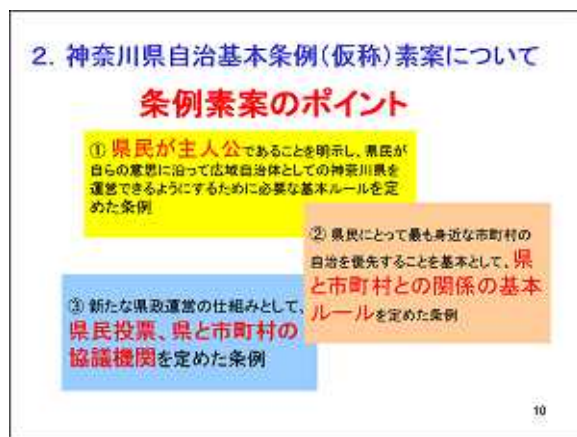 2. 神奈川県自治基本条例(仮称)素案について
条例素案のポイント
① 県民が主人公であることを明示し、県民が
自らの意思に沿って広域自治体としての神奈川県を
運営できるようにするために必要な基本ルールを定
めた条例
② 県民にとって最も身近な市町村の
自治を優先することを基本として、県
と市町村との関係の基本
ルールを定めた条例
③ 新たな県政運営の仕組みとして、
県民投票、県と市町村の
協議機関を定めた条例
10